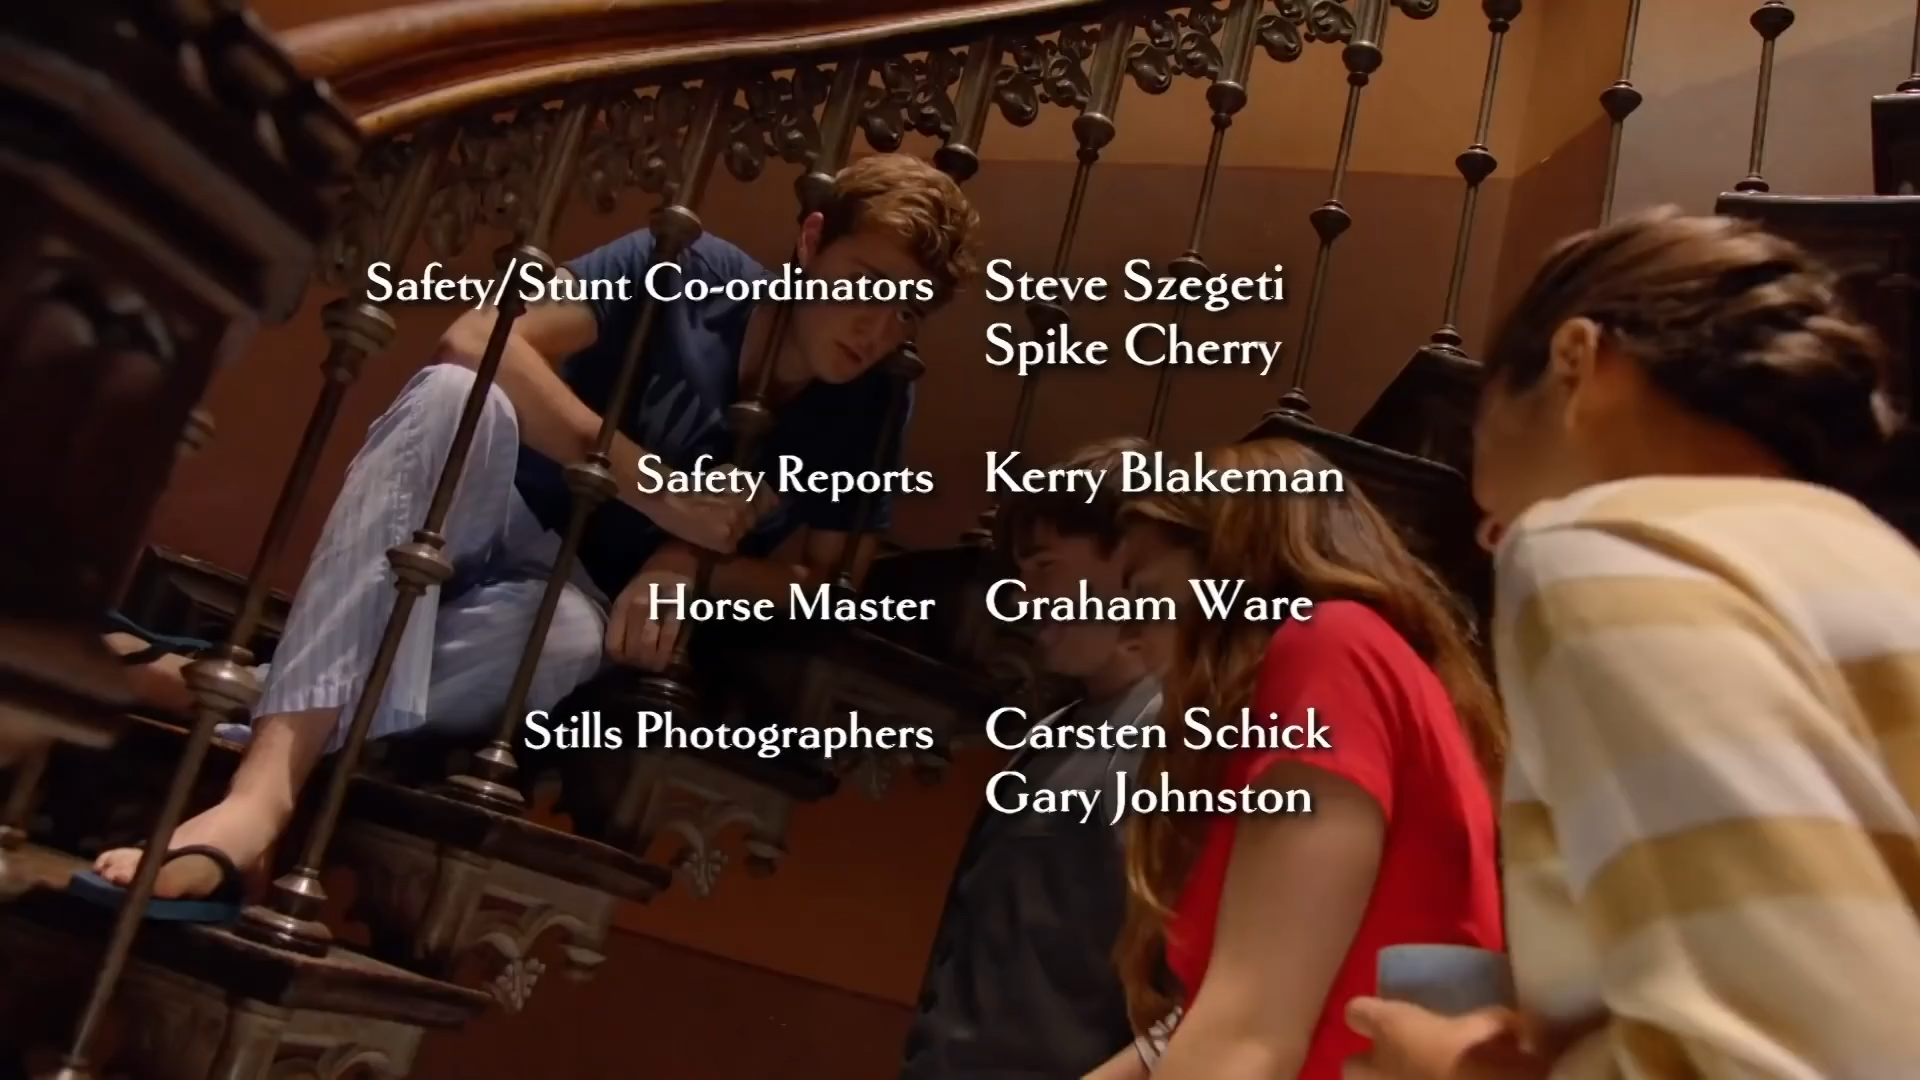 Safety/Stunt Co-ordinators Steve Szegeti
Spike Cherry
Safety Reports Kerry Blakeman
Horse Master Graham Ware
Stills Photographers Carsten Schick
Gary Johnston